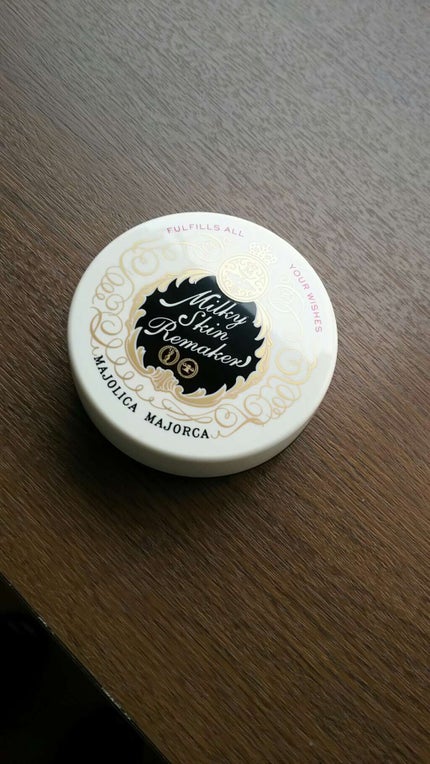 FULFILLS ALL
YOUR WISHES
Milky
Skin
Remaker
MAJOLICA MAJORCA